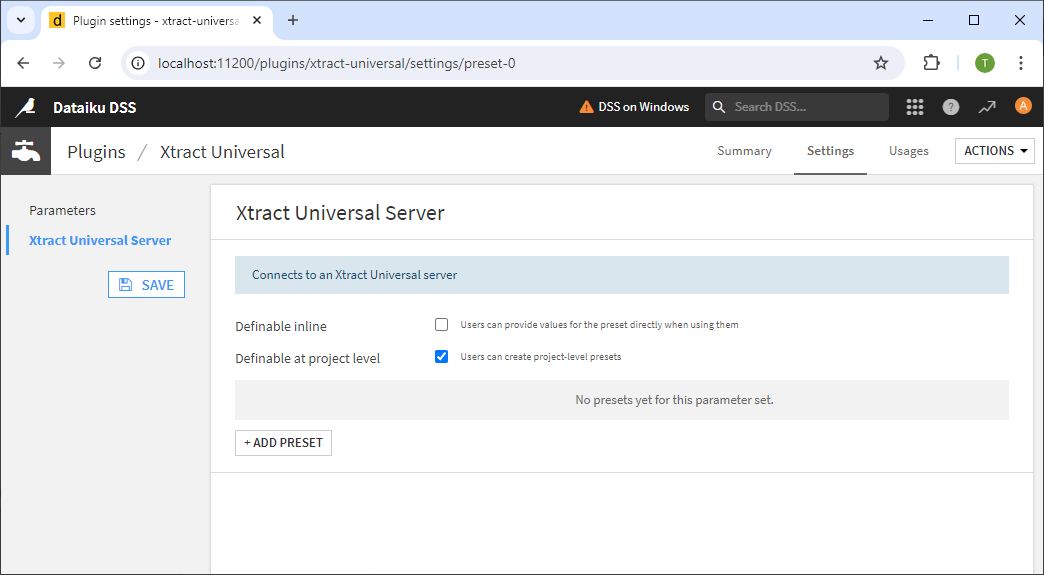 d Plugin settings - xtract-universa
localhost:11200/plugins/xtract-universal/settings/preset-0
T
Dataiku DSS
DSS on Windows
Search DSS...
?
A
Plugins / Xtract Universal
Summary
Settings
Usages
ACTIONS
Parameters
Xtract Universal Server
SAVE
Xtract Universal Server
Connects to an Xtract Universal server
Definable inline
Users can provide values for the preset directly when using them
Definable at project level
Users can create project-level presets
No presets yet for this parameter set.
+ ADD PRESET